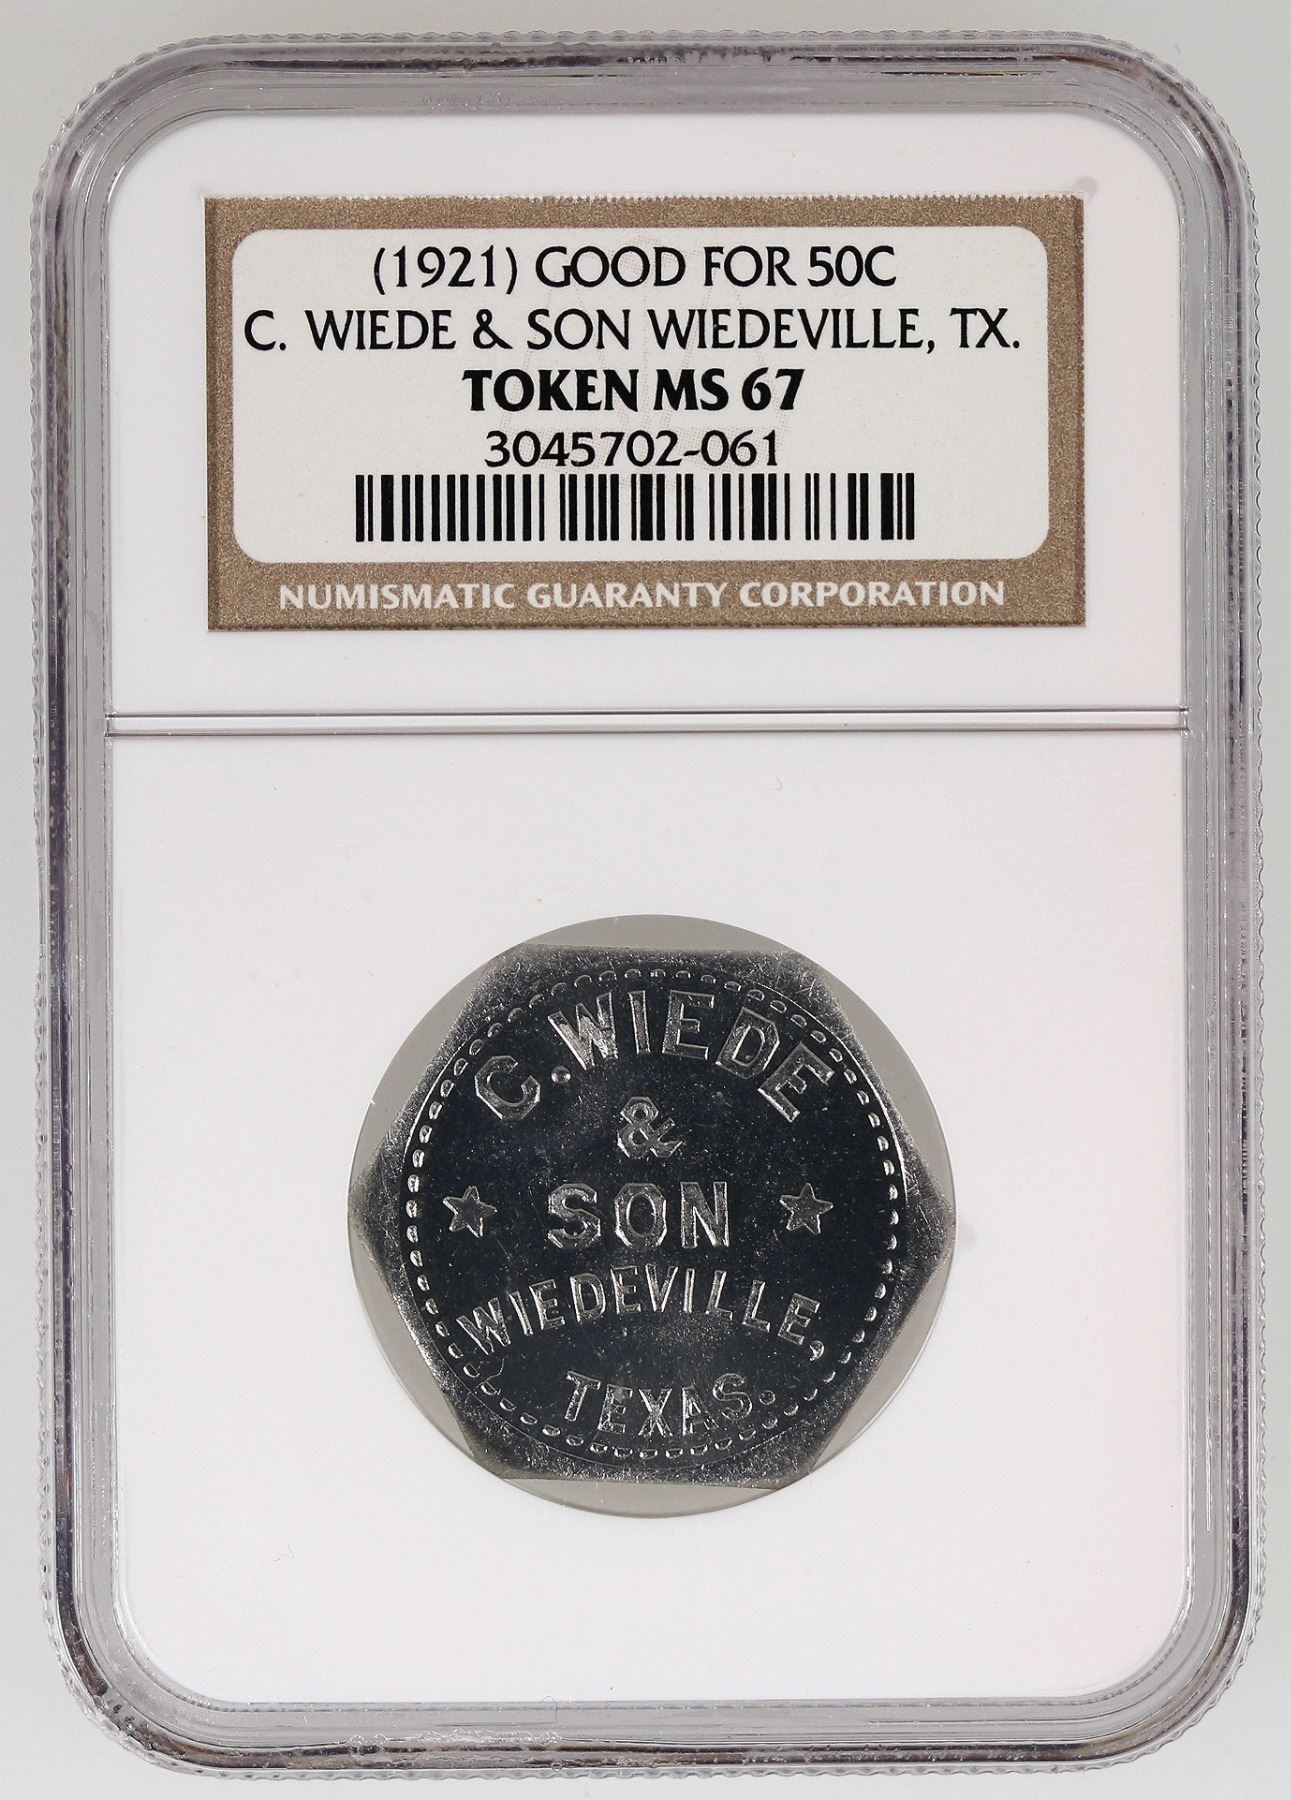 (1921) GOOD FOR 50C
C. WIEDE & SON WIEDEVILLE, TX.
TOKEN MS 67
3045702-061
NUMISMATIC GUARANTY CORPORATION
C. WIEDE
&
SON
WIEDEVILLE,
TEXAS.